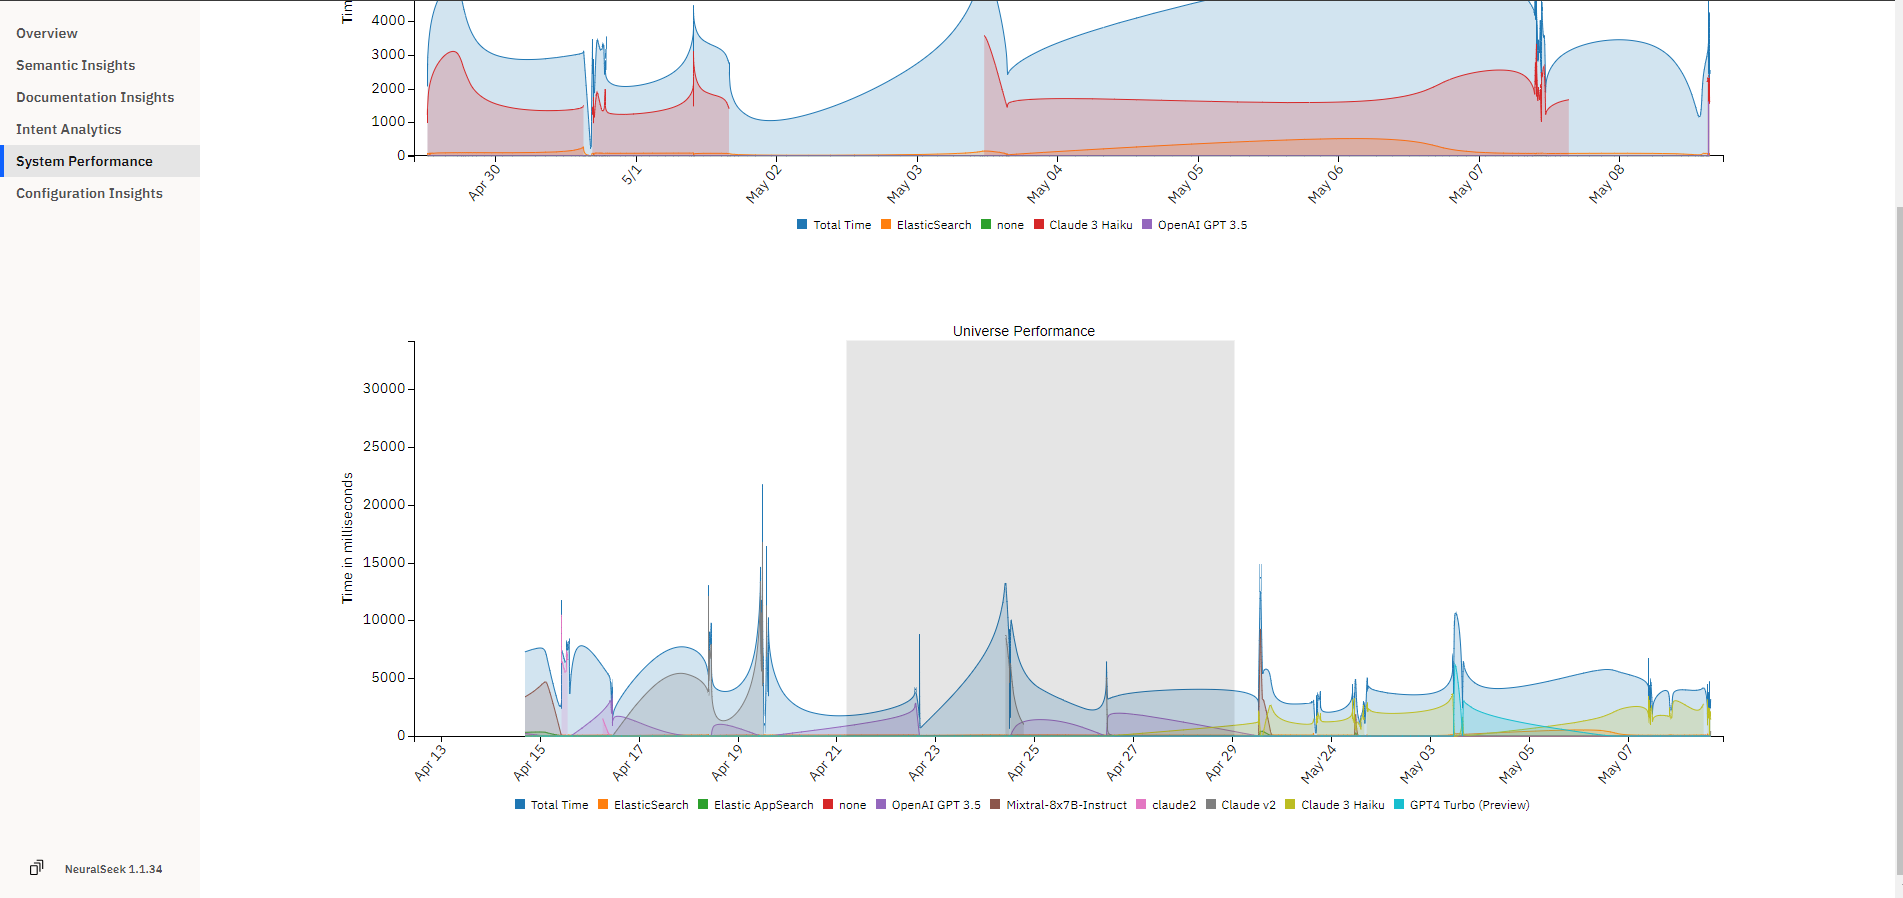 Overview
Semantic Insights
Documentation Insights
Intent Analytics
System Performance
Configuration Insights
NeuralSeek 1.1.34
4000
3000
2000
1000
0
Apr 30
5/1
May 02
May 03
May 04
May 05
May 06
May 07
May 08
Total Time ElasticSearch none Claude 3 Haiku OpenAI GPT 3.5
Universe Performance
Time in milliseconds
30000
25000
20000
15000
10000
5000
0
Apr 13
Apr 15
Apr 17
Apr 19
Apr 21
Apr 23
Apr 25
Apr 27
Apr 29
May'24
May 03
May 05
May 07
Total Time ElasticSearch Elastic AppSearch none OpenAI GPT 3.5 Mixtral-8x7B-Instruct claude2 Claude v2 Claude 3 Haiku GPT4 Turbo (Preview)